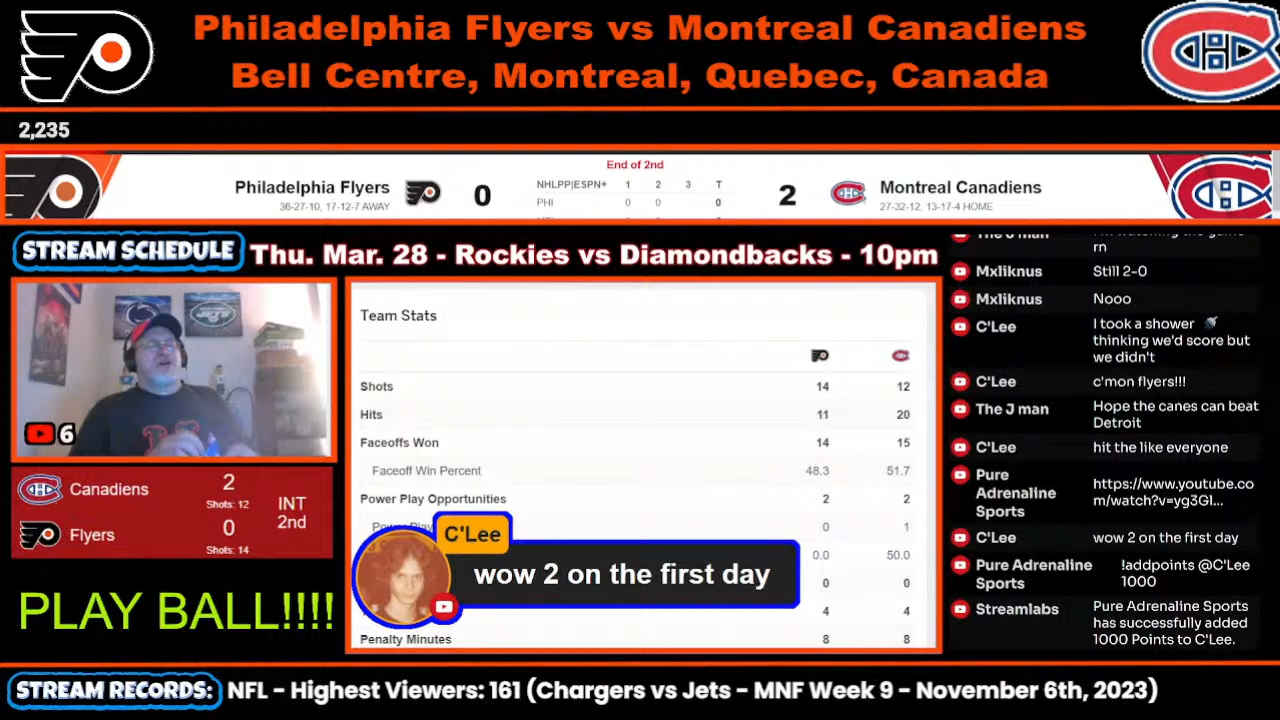 Philadelphia Flyers vs Montreal Canadiens
Bell Centre, Montreal, Quebec, Canada
2,235
End of 2nd
Philadelphia Flyers
36-27-10, 17-12-7 AWAY
0
NHLPP|ESPN+ 1 2 3 T
PHI 0 0 0
2
Montreal Canadiens
27-32-12, 13-17-4 HOME
STREAM SCHEDULE
Thu. Mar. 28 - Rockies vs Diamondbacks - 10pm
6
Canadiens 2
Shots: 12
INT
2nd
Flyers 0
Shots: 14
PLAY BALL!!!!
Team Stats
Shots 14 12
Hits 11 20
Faceoffs Won 14 15
Faceoff Win Percent 48.3 51.7
Power Play Opportunities 2 2
0 1
0.0 50.0
0 0
4 4
Penalty Minutes 8 8
C'Lee
wow 2 on the first day
The J man
rn
Mxliknus Still 2-0
Mxliknus Nooo
C'Lee I took a shower
thinking we'd score but
we didn't
C'Lee c'mon flyers!!!
The J man Hope the canes can beat
Detroit
C'Lee hit the like everyone
Pure
Adrenaline
Sports
https://www.youtube.co
m/watch?v=yg3Gl...
C'Lee wow 2 on the first day
Pure Adrenaline
Sports
!addpoints @C'Lee
1000
Streamlabs Pure Adrenaline Sports
has successfully added
1000 Points to C'Lee.
STREAM RECORDS:
NFL - Highest Viewers: 161 (Chargers vs Jets - MNF Week 9 - November 6th, 2023)